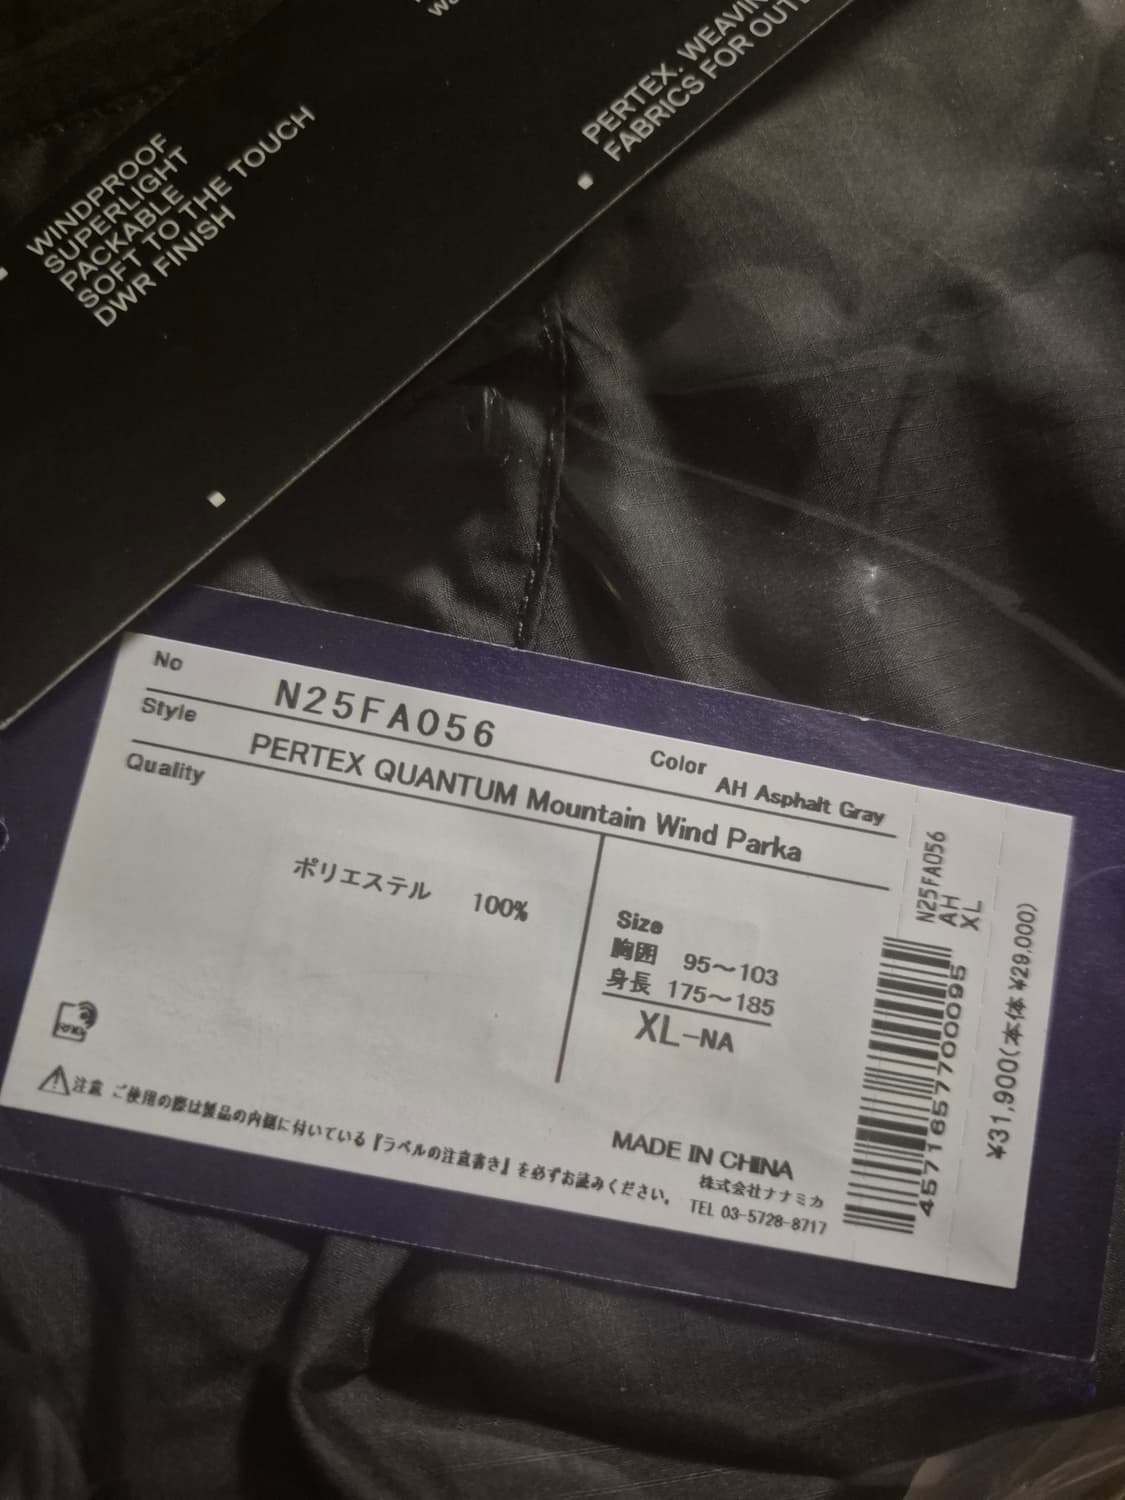 WINDPROOF
SUPERLIGHT
PACKABLE
SOFT TO THE TOUCH
DWR FINISH
PERTEX. WEAVING
FABRICS FOR
No N25FA056
Color AH Asphalt Gray
Style PERTEX QUANTUM Mountain Wind Parka
Quality
ポリエステル 100%
Size
胸囲 95〜103
身長 175〜185
XL-NA
⚠注意 ご使用の際は製品の内側に付いている『ラベルの注意書き』を必ずお読みください。
MADE IN CHINA
株式会社ナナミカ
TEL 03-5728-8717
N25FA056
AH
XL
4571657700095
¥31,900(本体 ¥29,000)